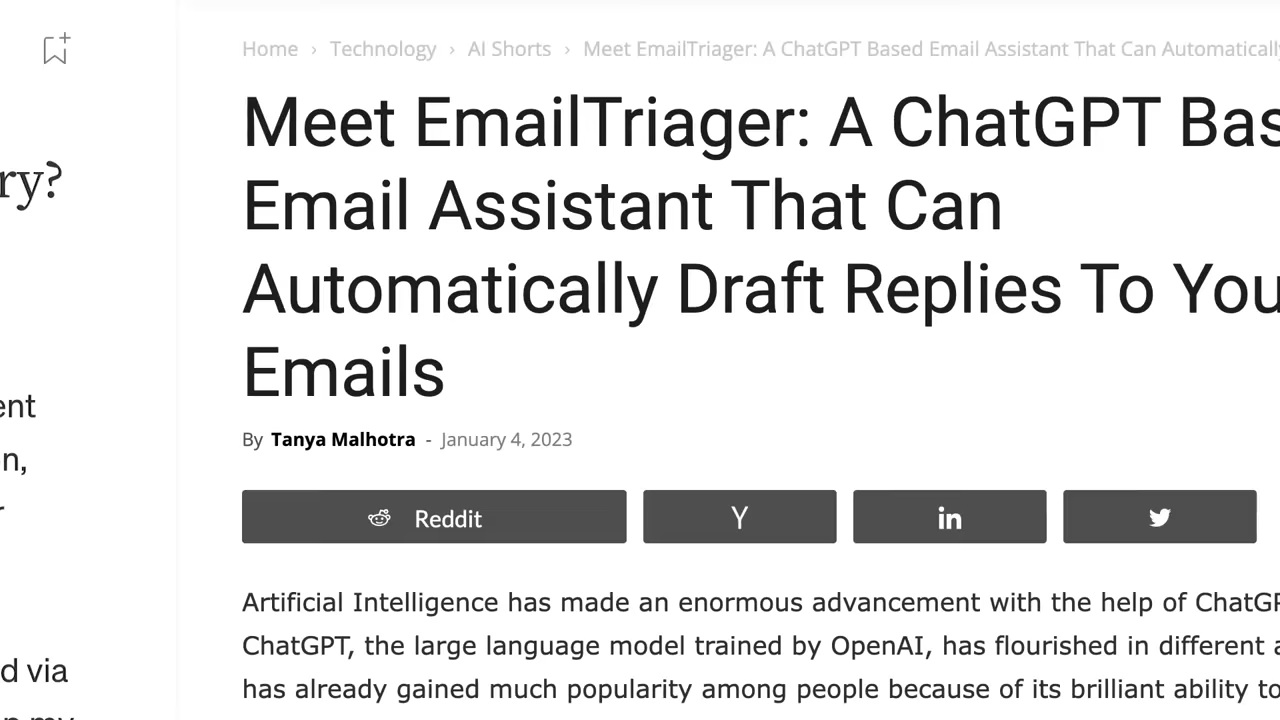 Home › Technology › AI Shorts › Meet EmailTriager: A ChatGPT Based Email Assistant That Can Automatically
Meet EmailTriager: A ChatGPT Bas
Email Assistant That Can
Automatically Draft Replies To You
Emails
By Tanya Malhotra - January 4, 2023
Reddit
Y
in
Artificial Intelligence has made an enormous advancement with the help of ChatGP
ChatGPT, the large language model trained by OpenAI, has flourished in different a
has already gained much popularity among people because of its brilliant ability to
ry?
ent
n,
d via